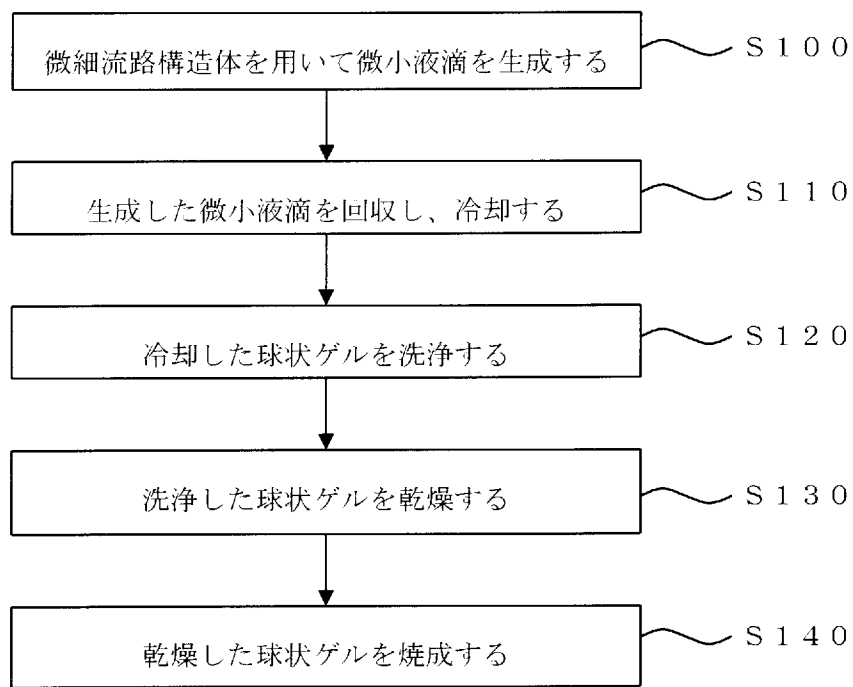 微細流路構造体を用いて微小液滴を生成する
Ｓ１００
生成した微小液滴を回収し、冷却する
Ｓ１１０
冷却した球状ゲルを洗浄する
Ｓ１２０
洗浄した球状ゲルを乾燥する
Ｓ１３０
乾燥した球状ゲルを焼成する
Ｓ１４０